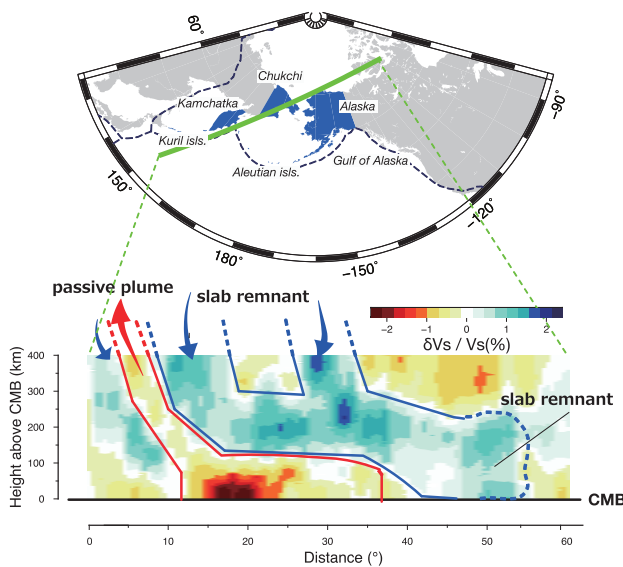 60°
Chukchi
Kamchatka
Alaska
-90°
Kuril isls.
Gulf of Alaska
Aleutian isls.
150°
-120°
180°
-150°
passive plume
slab remnant
-2 -1 0 1 2
δVs / Vs(%)
slab remnant
Height above CMB (km)
400
300
200
100
0
CMB
0 10 20 30 40 50 60
Distance (°)